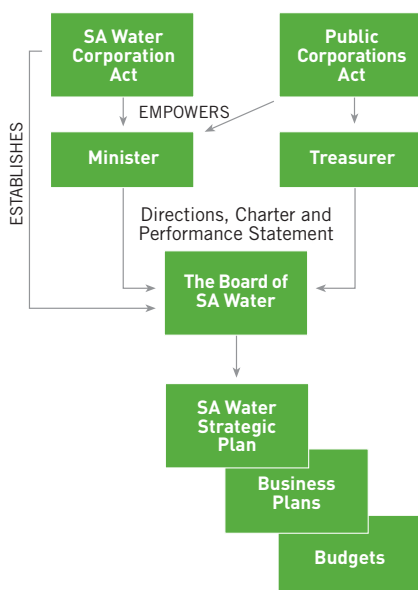 SA Water
Corporation
Act
Public
Corporations
Act
EMPOWERS
ESTABLISHES
Minister
Treasurer
Directions, Charter and
Performance Statement
The Board of
SA Water
SA Water
Strategic
Plan
Business
Plans
Budgets